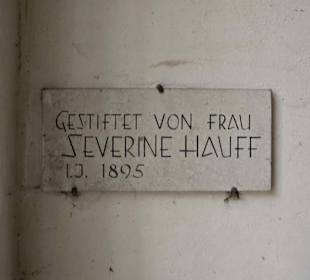 GESTIFTET VON FRAU
SEVERINE HAUFF
I.J. 1895